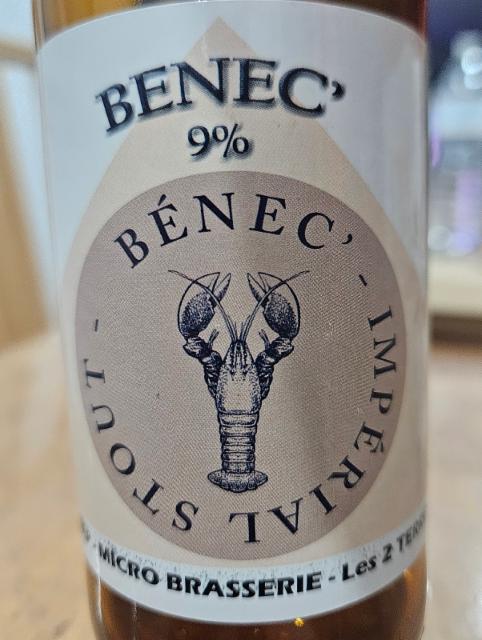 BENEC'
9%
BÉNEC' - IMPÉRIAL STOUT -
- MICRO BRASSERIE - Les 2